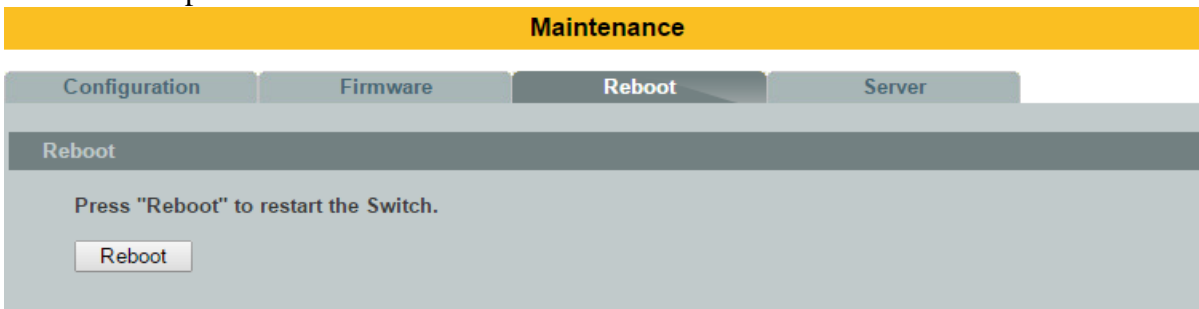 Maintenance
Configuration Firmware Reboot Server
Reboot
Press "Reboot" to restart the Switch.
Reboot